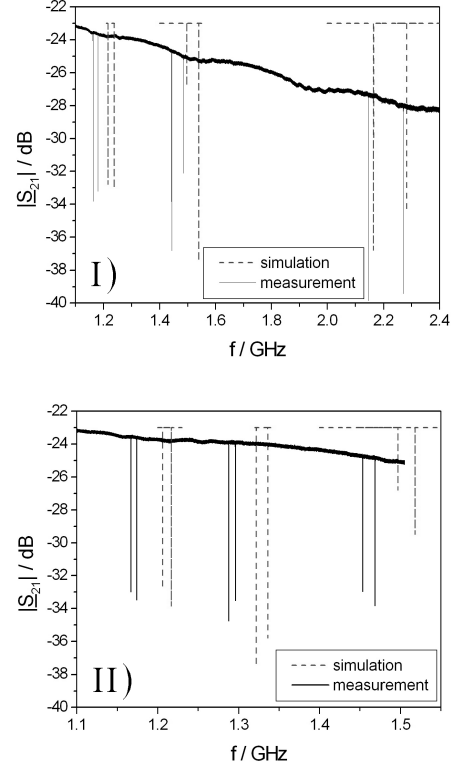 -22
-24
-26
-28
-30
-32
-34
-36
-38
-40
|S21| / dB
I)
simulation
measurement
1.2 1.4 1.6 1.8 2.0 2.2 2.4
f / GHz
-22
-24
-26
-28
-30
-32
-34
-36
-38
-40
|S21| / dB
II)
simulation
measurement
1.1 1.2 1.3 1.4 1.5
f / GHz